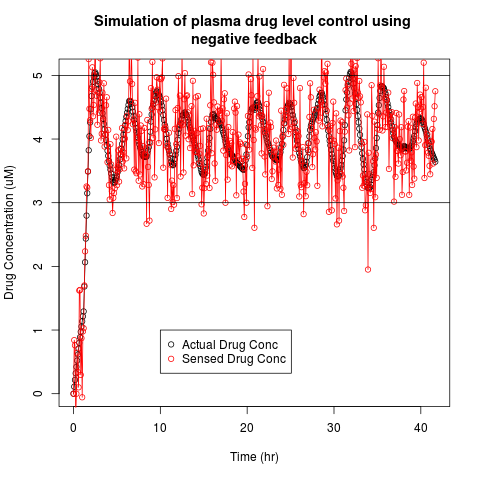 Simulation of plasma drug level control using
negative feedback
Drug Concentration (uM)
5
4
3
2
1
0
Actual Drug Conc
Sensed Drug Conc
0 10 20 30 40
Time (hr)